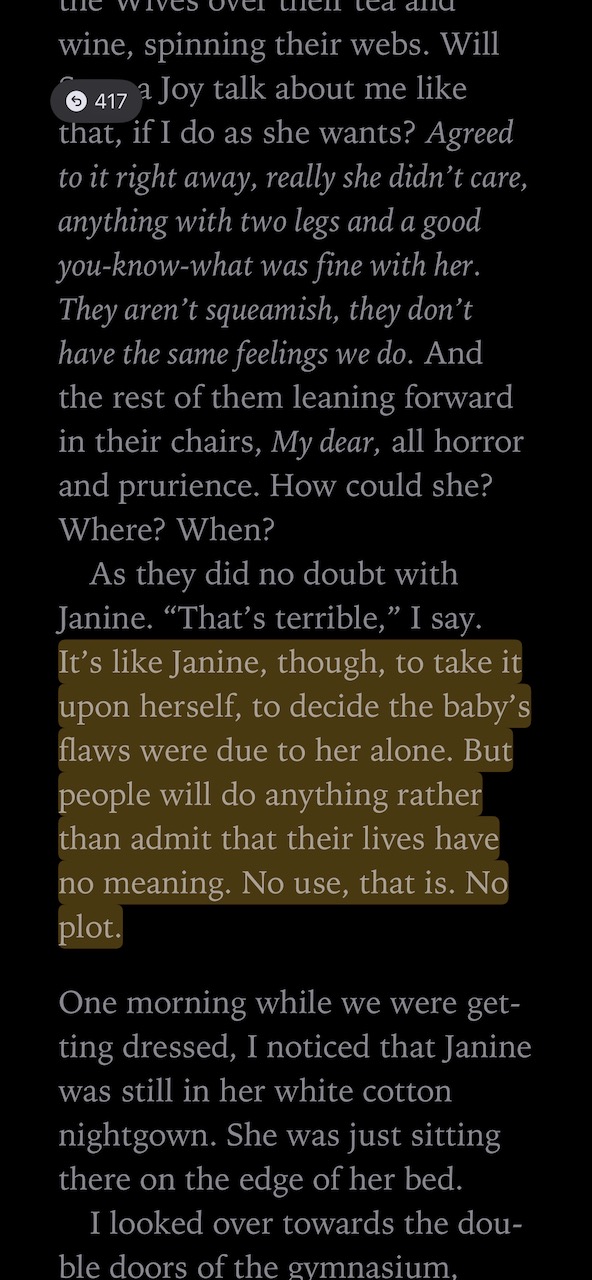 the Wives over their tea and
wine, spinning their webs. Will
a Joy talk about me like
417
that, if I do as she wants? Agreed
to it right away, really she didn’t care,
anything with two legs and a good
you-know-what was fine with her.
They aren’t squeamish, they don’t
have the same feelings we do. And
the rest of them leaning forward
in their chairs, My dear, all horror
and prurience. How could she?
Where? When?
As they did no doubt with
Janine. “That’s terrible,” I say.
It’s like Janine, though, to take it
upon herself, to decide the baby’s
flaws were due to her alone. But
people will do anything rather
than admit that their lives have
no meaning. No use, that is. No
plot.
One morning while we were get-
ting dressed, I noticed that Janine
was still in her white cotton
nightgown. She was just sitting
there on the edge of her bed.
I looked over towards the dou-
ble doors of the gymnasium,